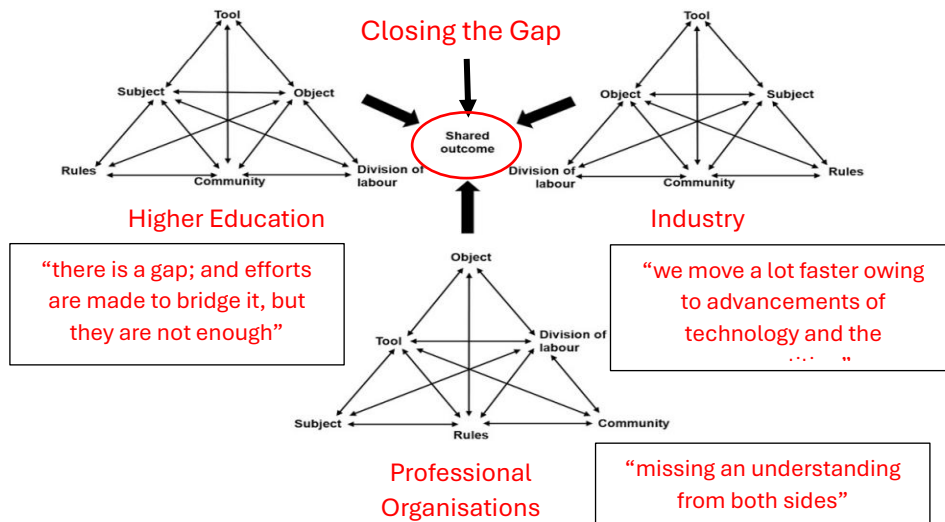 Closing the Gap
Tool
Subject
Object
Rules
Community
Division of
labour
Higher Education
“there is a gap; and efforts
are made to bridge it, but
they are not enough”
Shared
outcome
Tool
Object
Subject
Division of
labour
Community
Rules
Industry
“we move a lot faster owing
to advancements of
technology and the
Object
Tool
Division of
labour
Subject
Rules
Community
Professional
Organisations
“missing an understanding
from both sides”